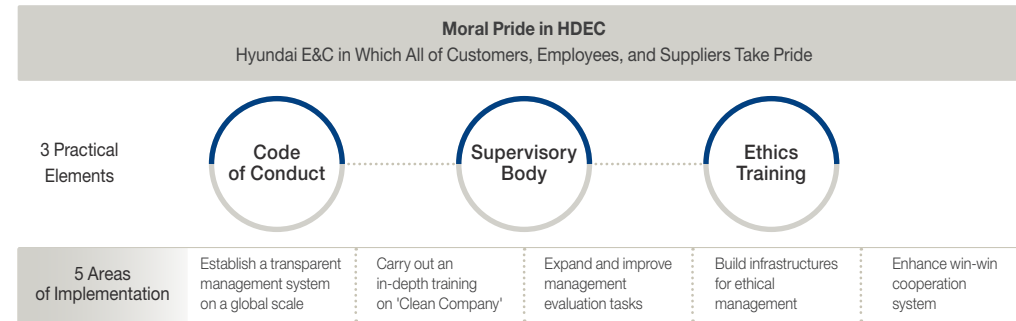 Moral Pride in HDEC
Hyundai E&C in Which All of Customers, Employees, and Suppliers Take Pride
3 Practical
Elements
Code
of Conduct
Supervisory
Body
Ethics
Training
5 Areas
of Implementation
Establish a transparent
management system
on a global scale
Carry out an
in-depth training
on 'Clean Company'
Expand and improve
management
evaluation tasks
Build infrastructures
for ethical
management
Enhance win-win
cooperation
system